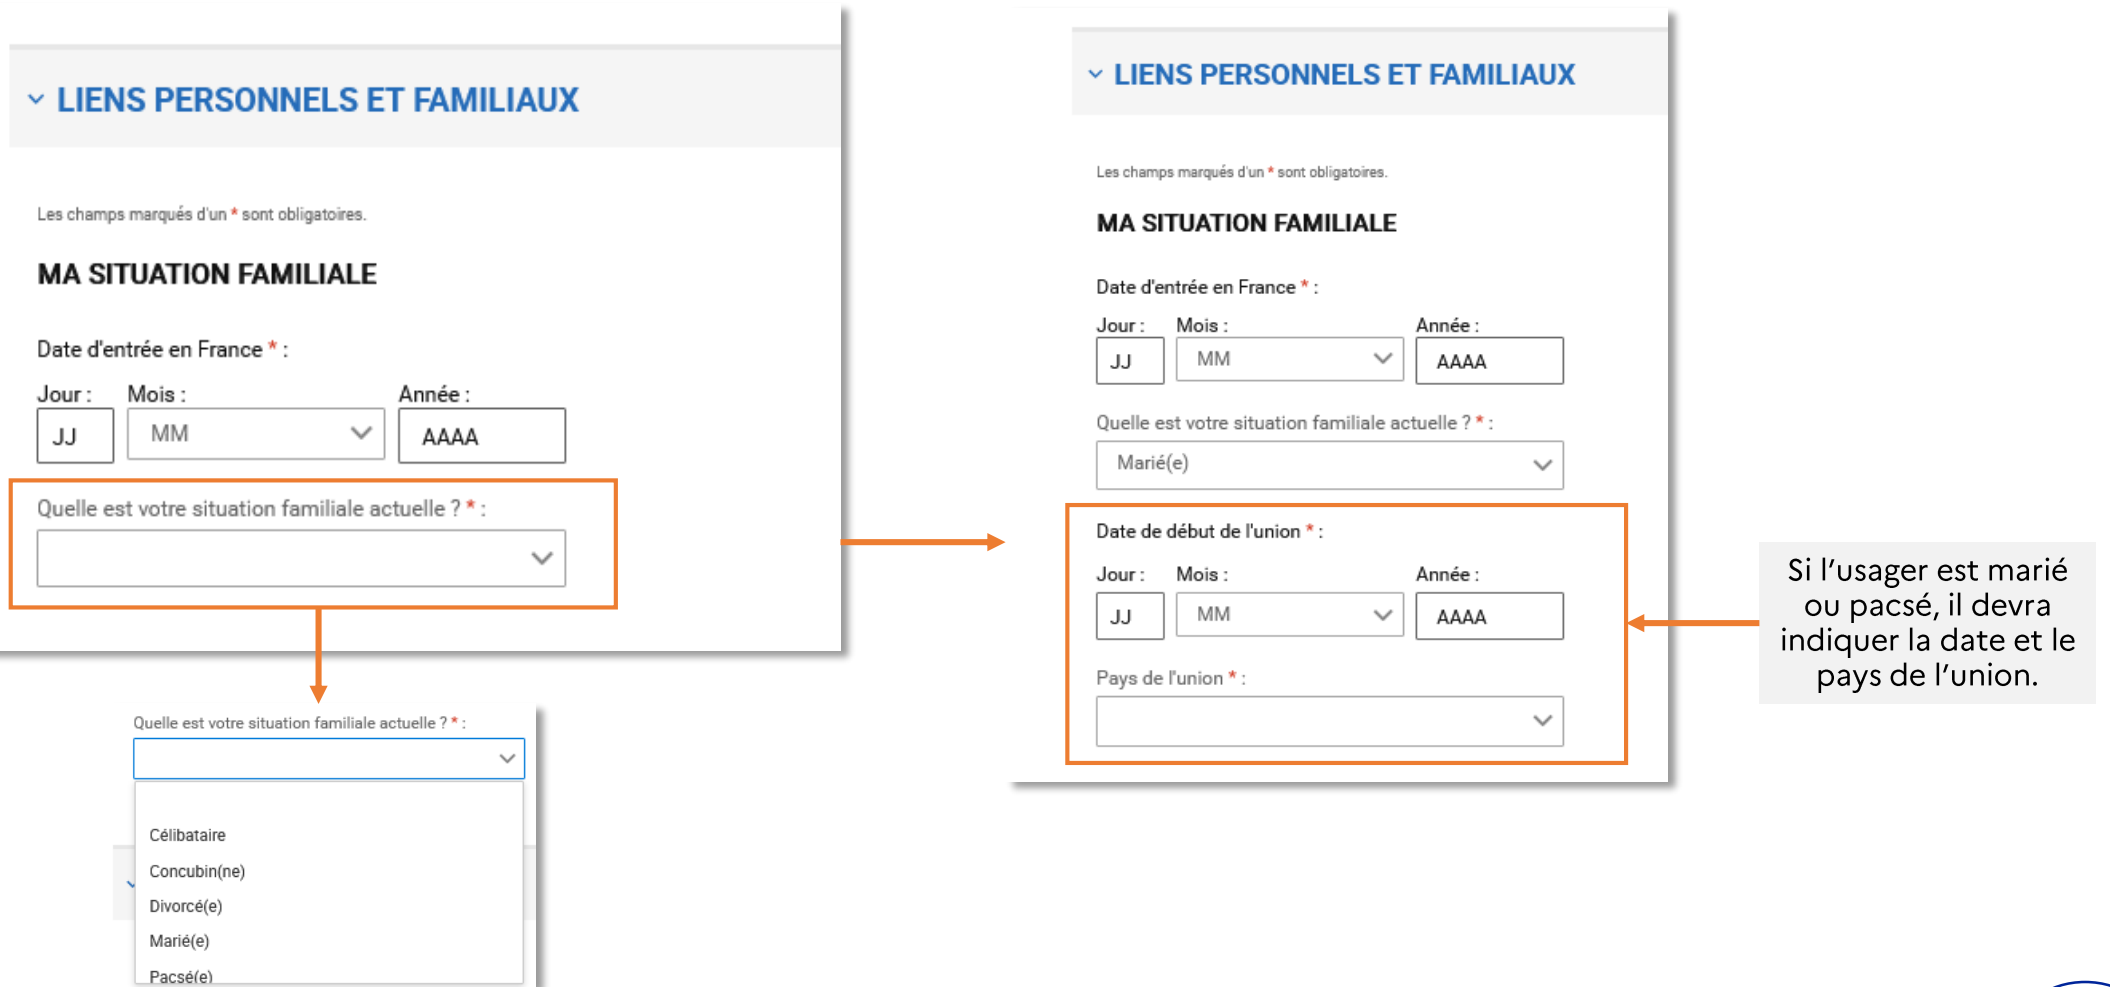 LIENS PERSONNELS ET FAMILIAUX
Les champs marqués d'un * sont obligatoires.
MA SITUATION FAMILIALE
Date d'entrée en France * :
Jour : Mois : Année :
JJ MM AAAA
Quelle est votre situation familiale actuelle ? * :
Quelle est votre situation familiale actuelle ? * :
Célibataire
Concubin(ne)
Divorcé(e)
Marié(e)
Pacsé(e)
LIENS PERSONNELS ET FAMILIAUX
Les champs marqués d'un * sont obligatoires.
MA SITUATION FAMILIALE
Date d'entrée en France * :
Jour : Mois : Année :
JJ MM AAAA
Quelle est votre situation familiale actuelle ? * :
Marié(e)
Date de début de l'union * :
Jour : Mois : Année :
JJ MM AAAA
Pays de l'union * :
Si l’usager est marié
ou pacsé, il devra
indiquer la date et le
pays de l’union.